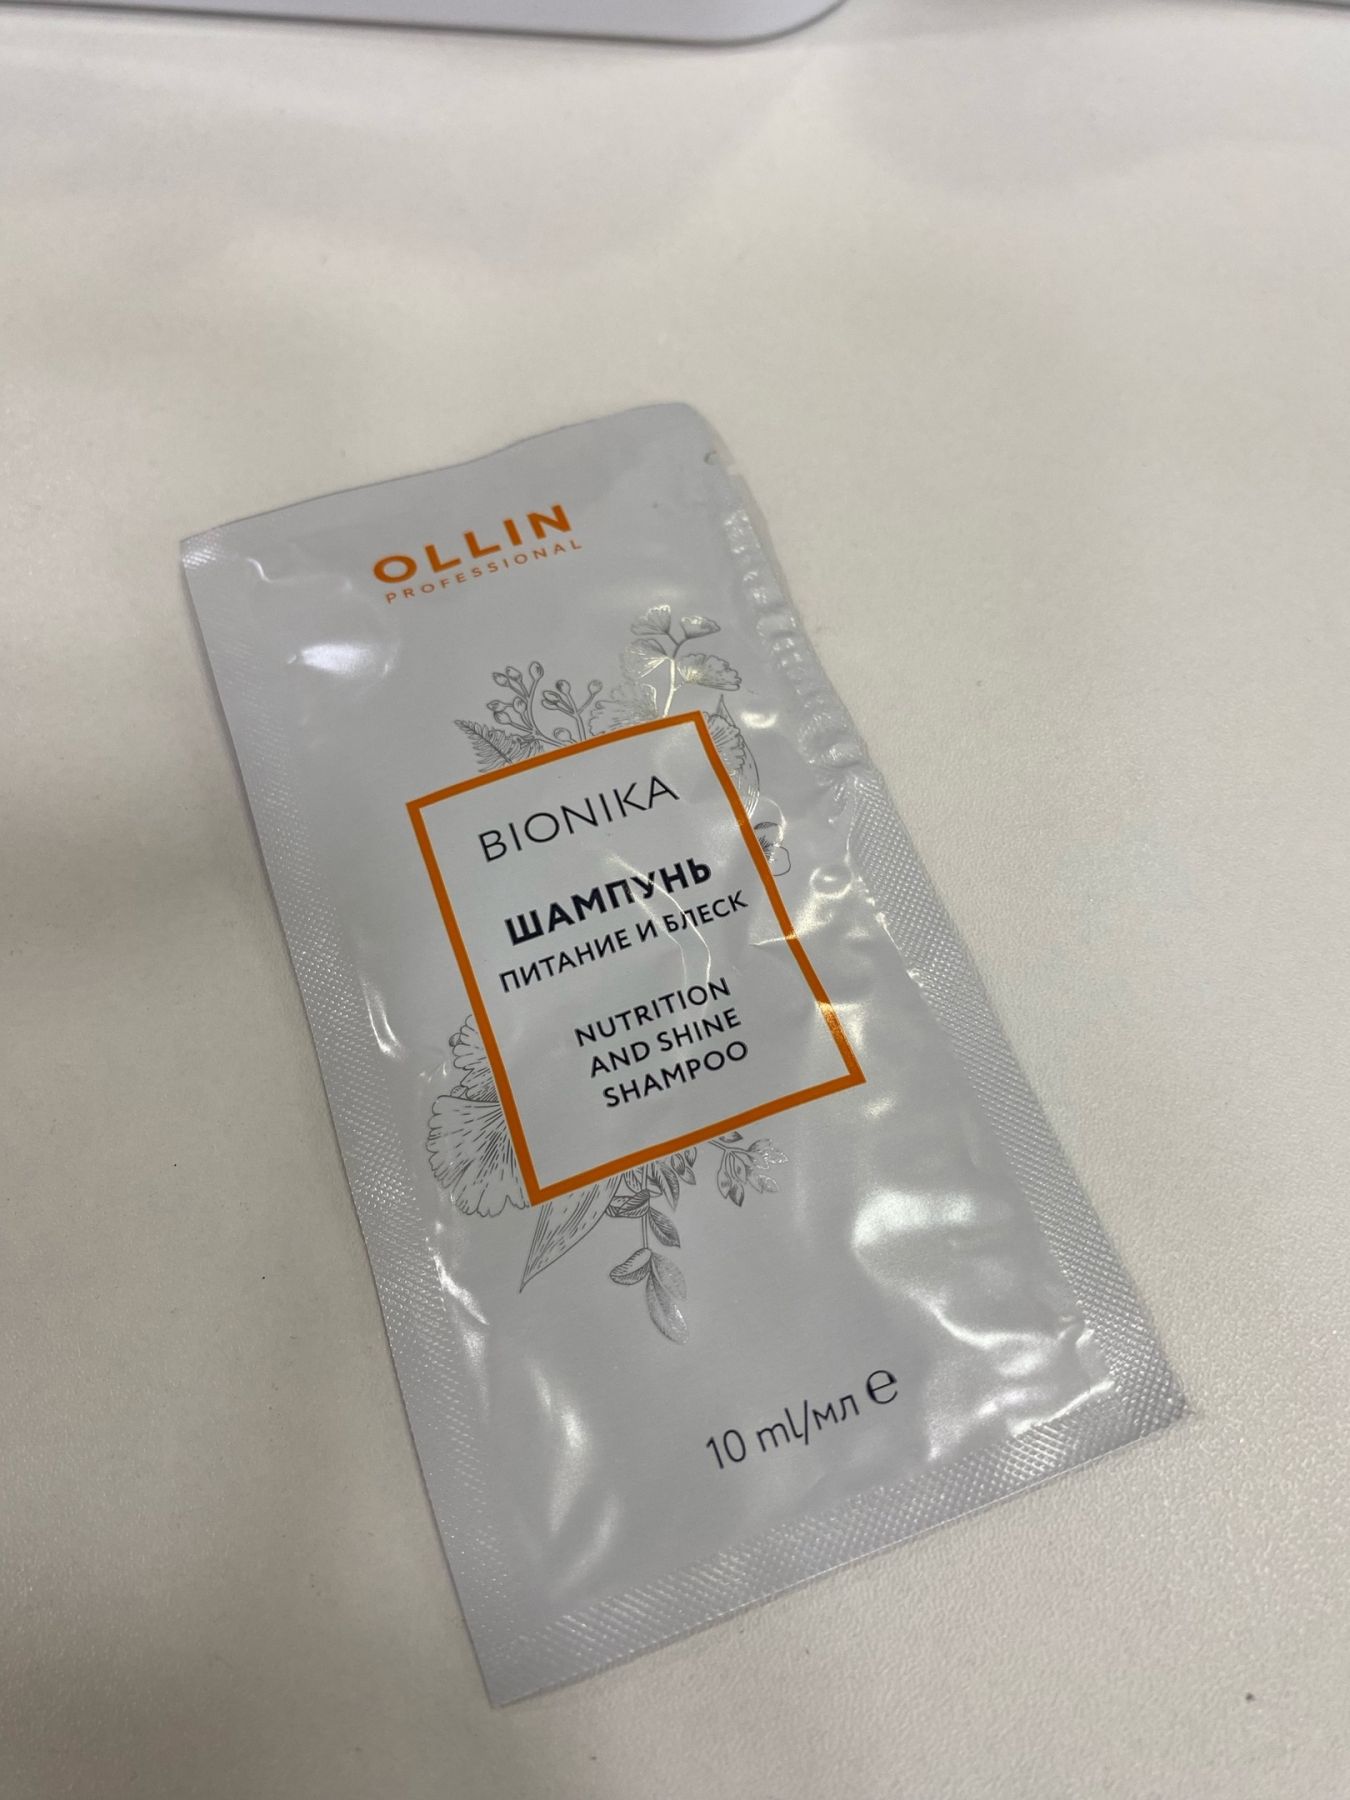 OLLIN
PROFESSIONAL
BIONIKA
ШАМПУНЬ
ПИТАНИЕ И БЛЕСК
NUTRITION
AND SHINE
SHAMPOO
10 ml/мл ℮